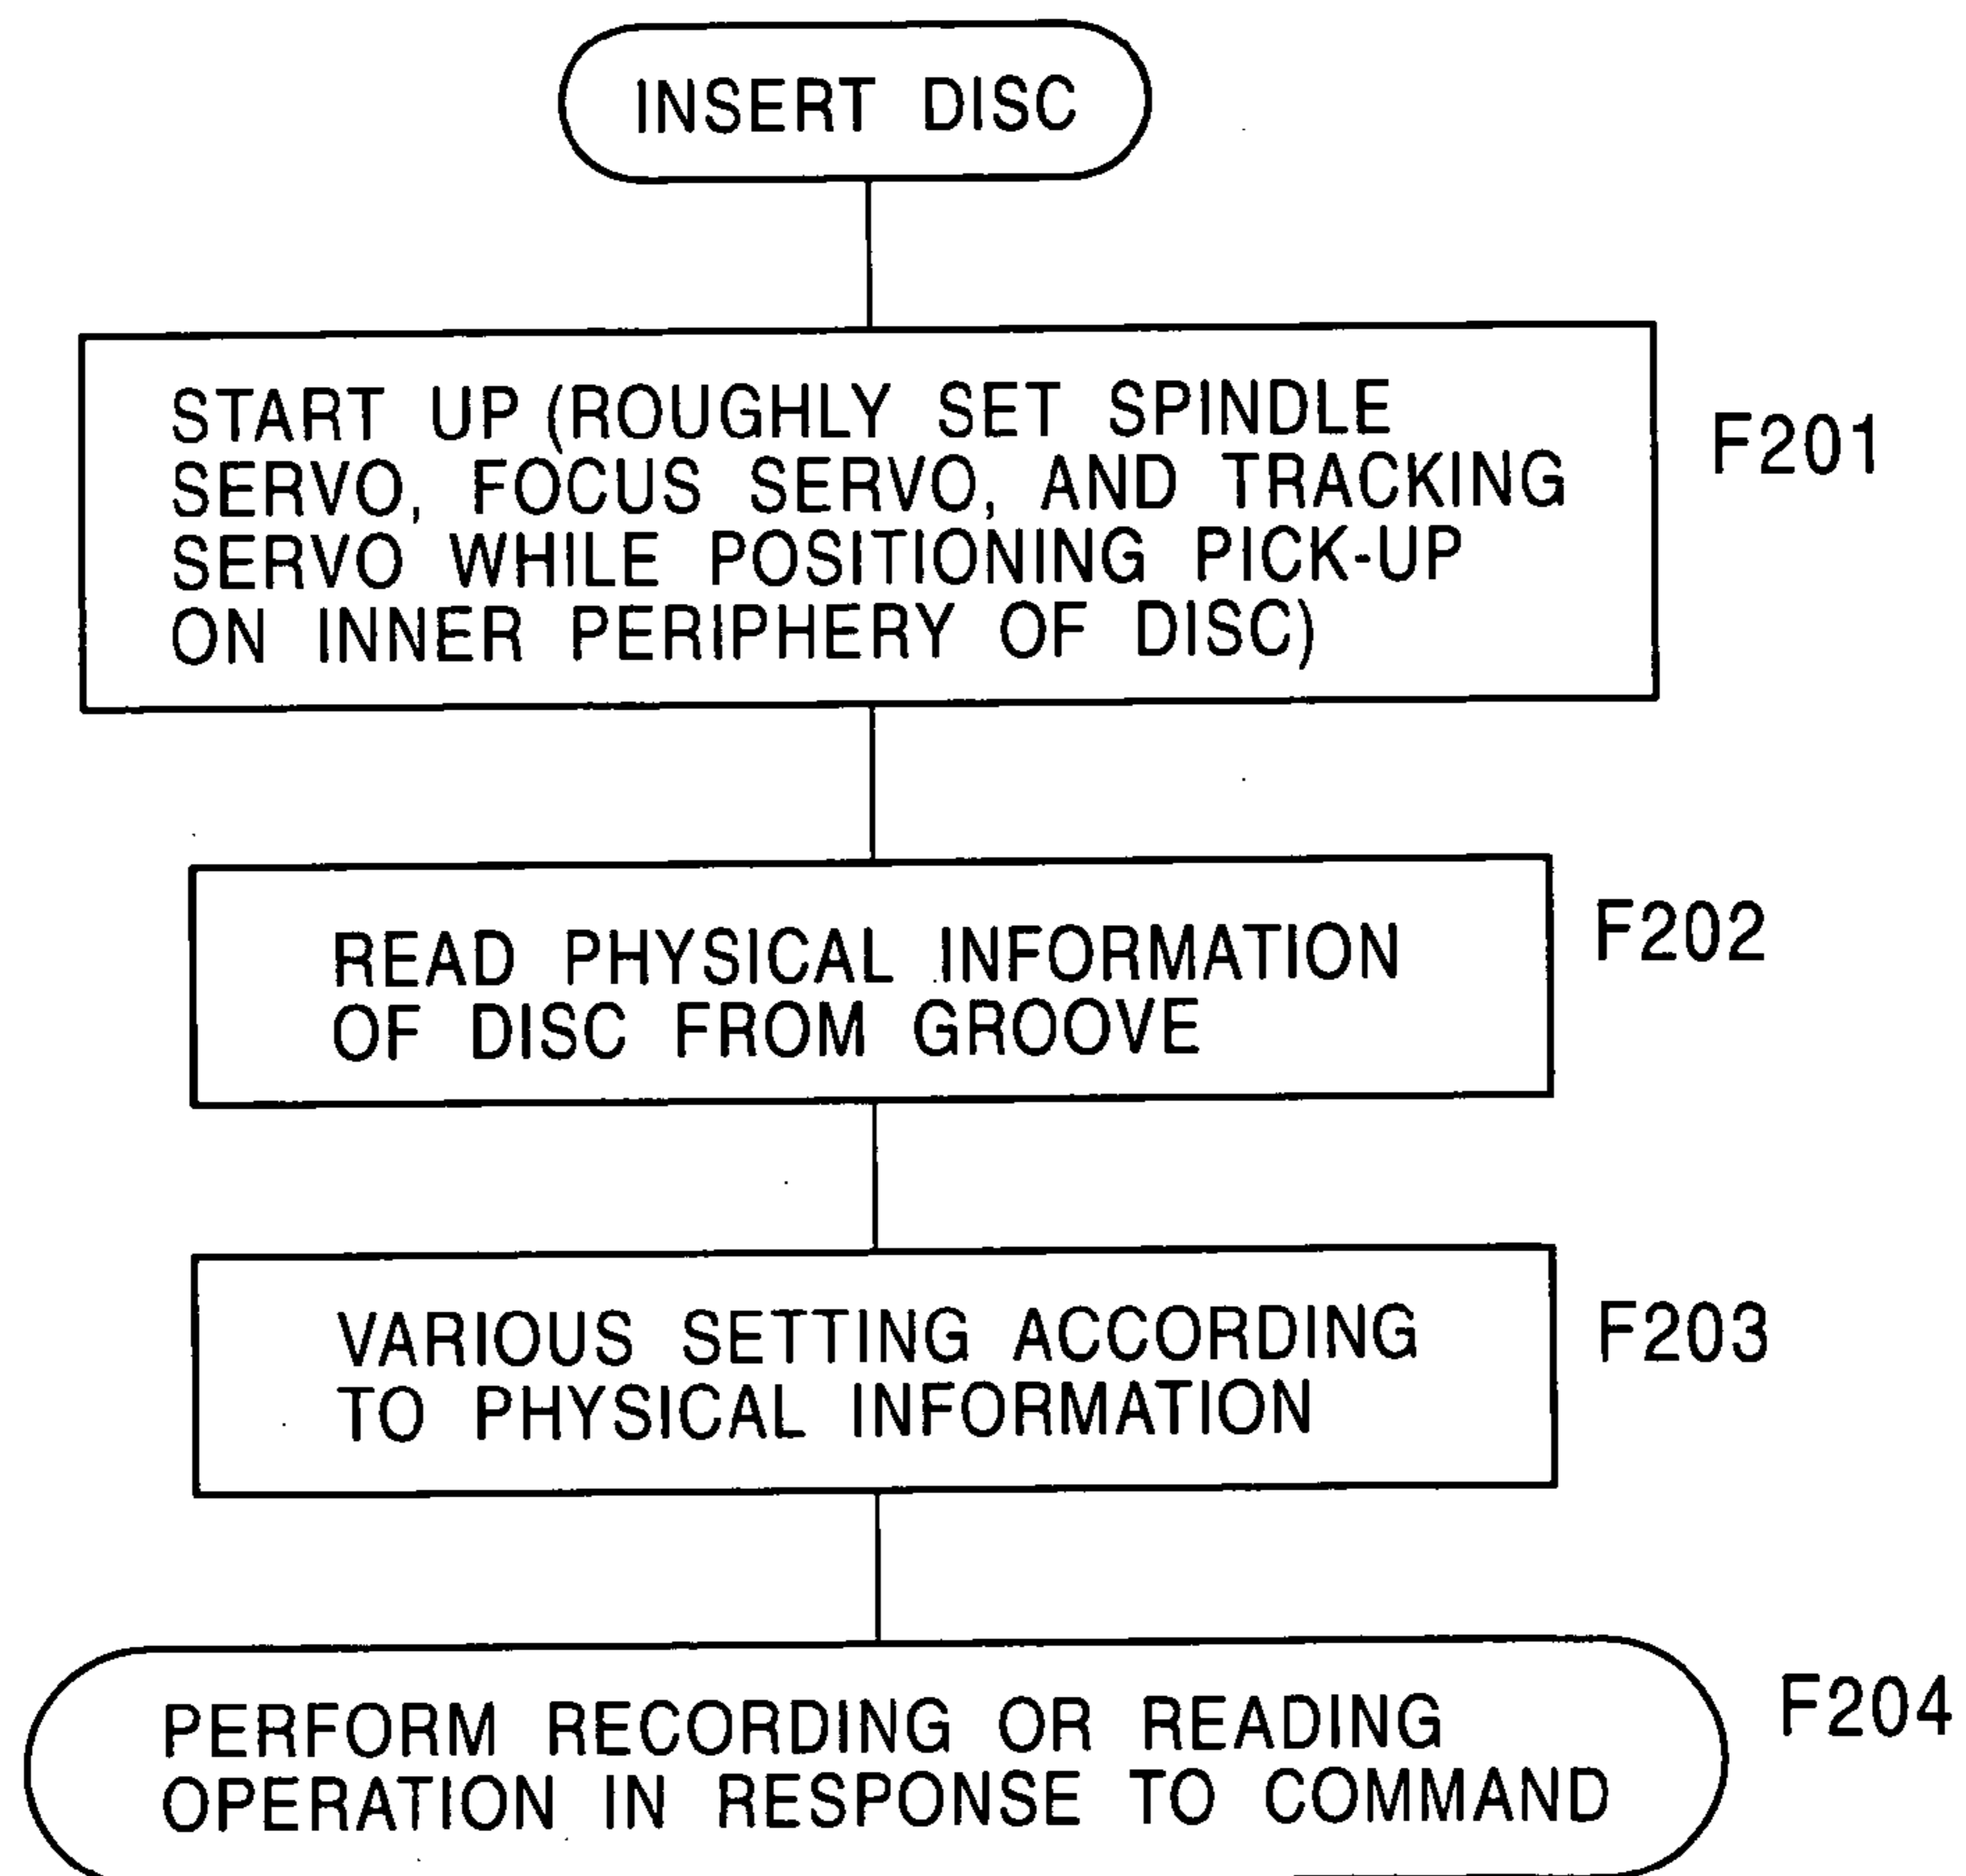 INSERT DISC
START UP (ROUGHLY SET SPINDLE
SERVO, FOCUS SERVO, AND TRACKING
SERVO WHILE POSITIONING PICK-UP
ON INNER PERIPHERY OF DISC)
F201
READ PHYSICAL INFORMATION
OF DISC FROM GROOVE
F202
VARIOUS SETTING ACCORDING
TO PHYSICAL INFORMATION
F203
PERFORM RECORDING OR READING
OPERATION IN RESPONSE TO COMMAND
F204